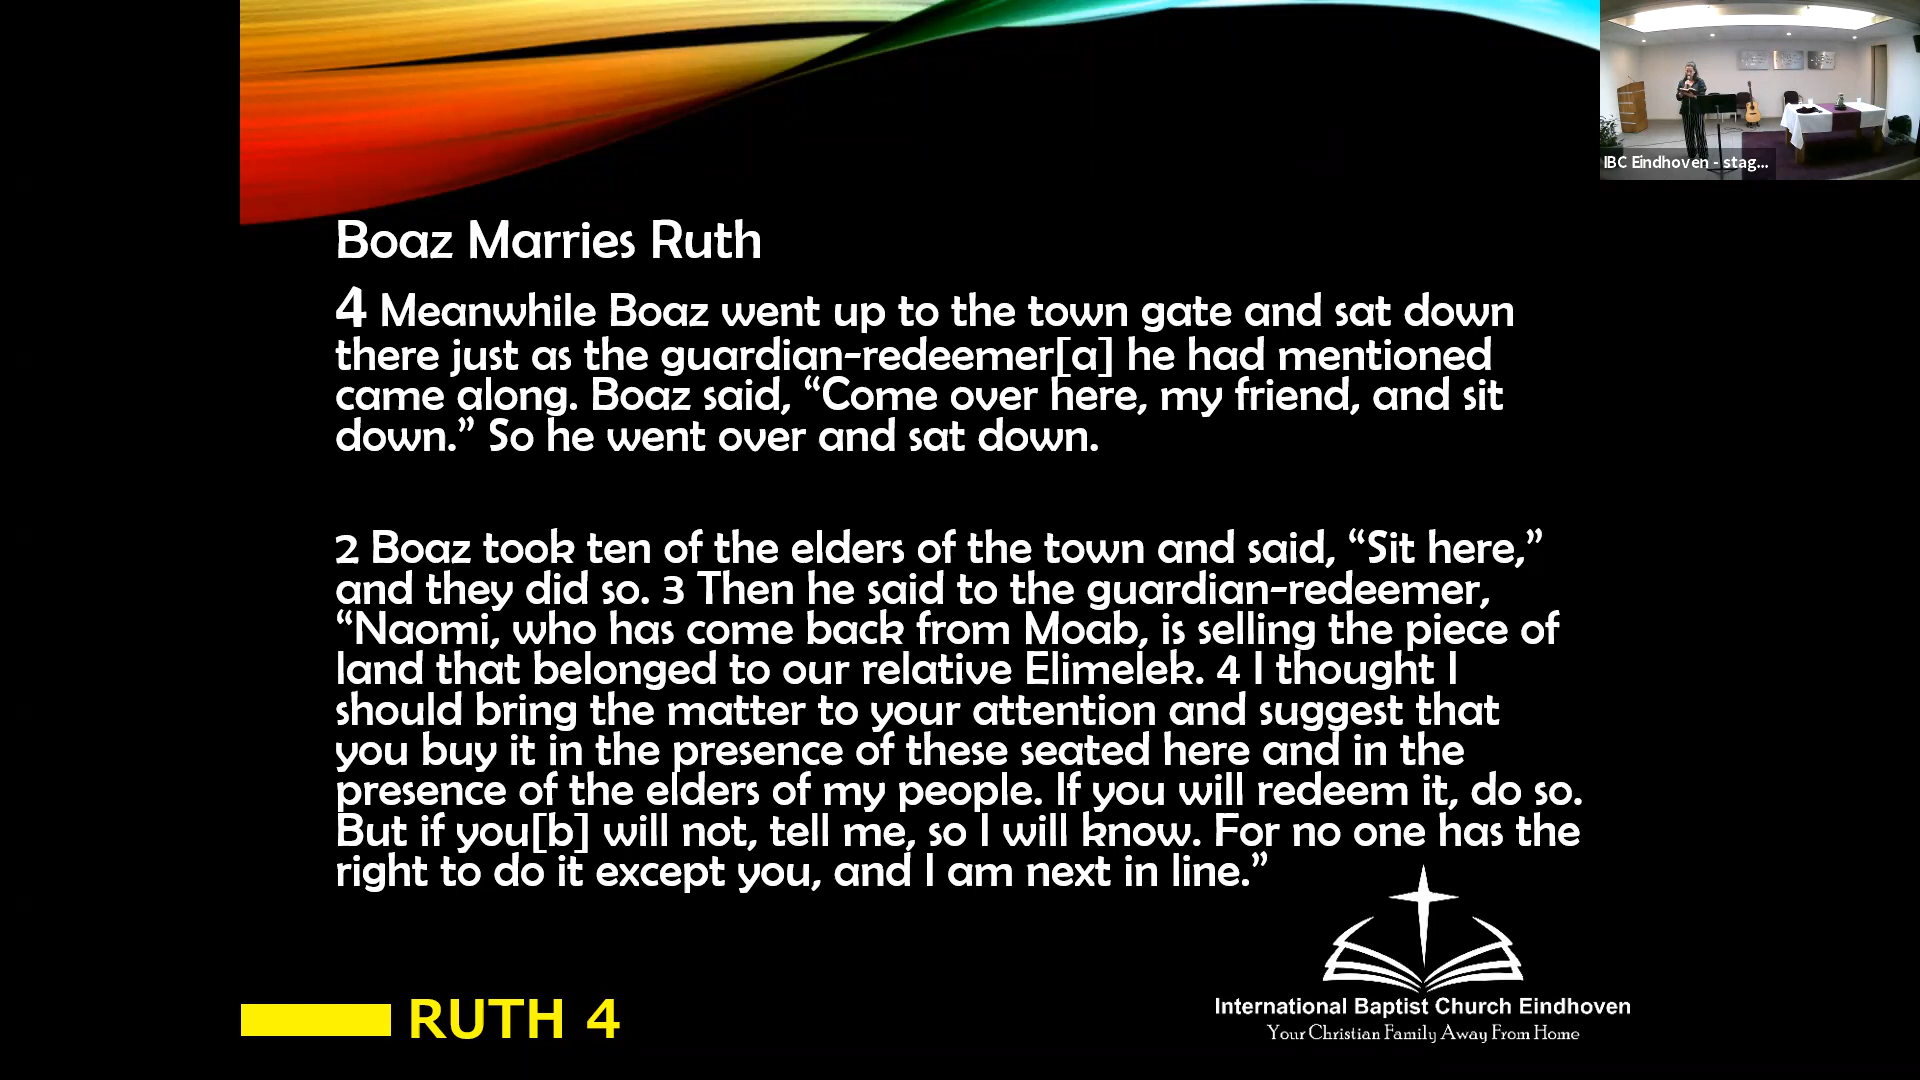 IBC Eindhoven - stag...
Boaz Marries Ruth
4 Meanwhile Boaz went up to the town gate and sat down
there just as the guardian-redeemer[a] he had mentioned
came along. Boaz said, “Come over here, my friend, and sit
down.” So he went over and sat down.
2 Boaz took ten of the elders of the town and said, “Sit here,”
and they did so. 3 Then he said to the guardian-redeemer,
“Naomi, who has come back from Moab, is selling the piece of
land that belonged to our relative Elimelek. 4 I thought I
should bring the matter to your attention and suggest that
you buy it in the presence of these seated here and in the
presence of the elders of my people. If you will redeem it, do so.
But if you[b] will not, tell me, so I will know. For no one has the
right to do it except you, and I am next in line.”
International Baptist Church Eindhoven
Your Christian Family Away From Home
RUTH 4